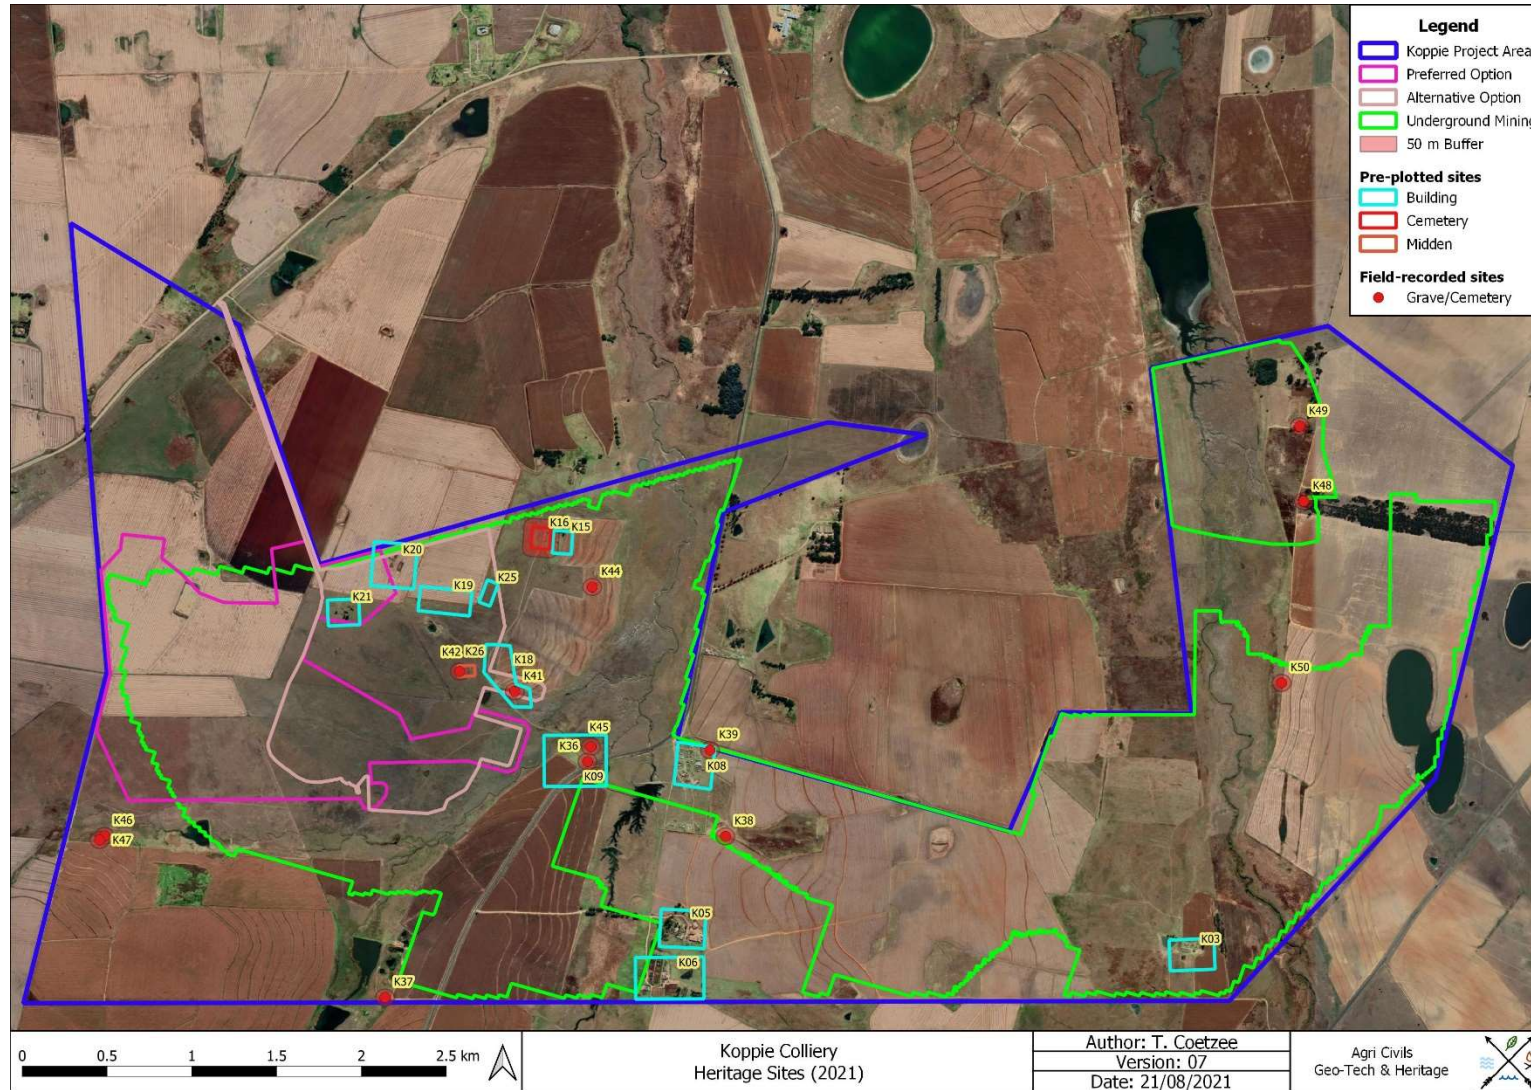 Legend
Koppie Project Area
Preferred Option
Alternative Option
Underground Mining
50 m Buffer
Pre-plotted sites
Building
Cemetery
Midden
Field-recorded sites
Grave/Cemetery
K49
K48
K16
K15
K20
K25
K19
K44
K21
K42
K26
K18
K41
K50
K45
K36
K39
K09
K08
K46
K38
K47
K05
K03
K06
K37
0 0.5 1 1.5 2 2.5 km
Koppie Colliery
Heritage Sites (2021)
Author: T. Coetzee
Version: 07
Date: 21/08/2021
Agri Civils
Geo-Tech & Heritage